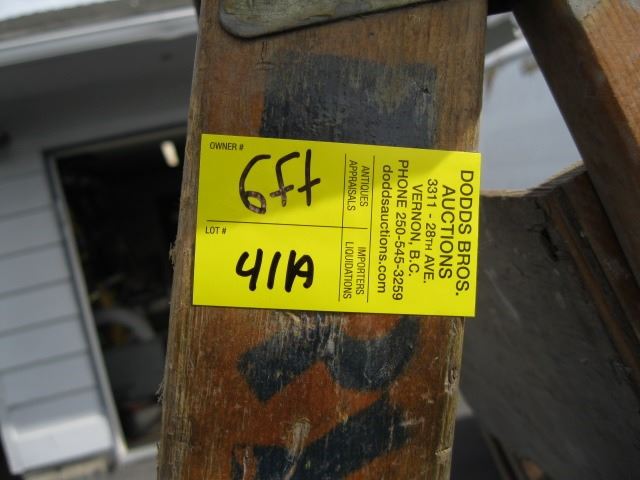 OWNER #
6ft
LOT #
41A
ANTIQUES
APPRAISALS
IMPORTERS
LIQUIDATIONS
DODDS BROS.
AUCTIONS
3311 - 28TH AVE.
VERNON, B.C.
PHONE 250-545-3259
doddsauctions.com